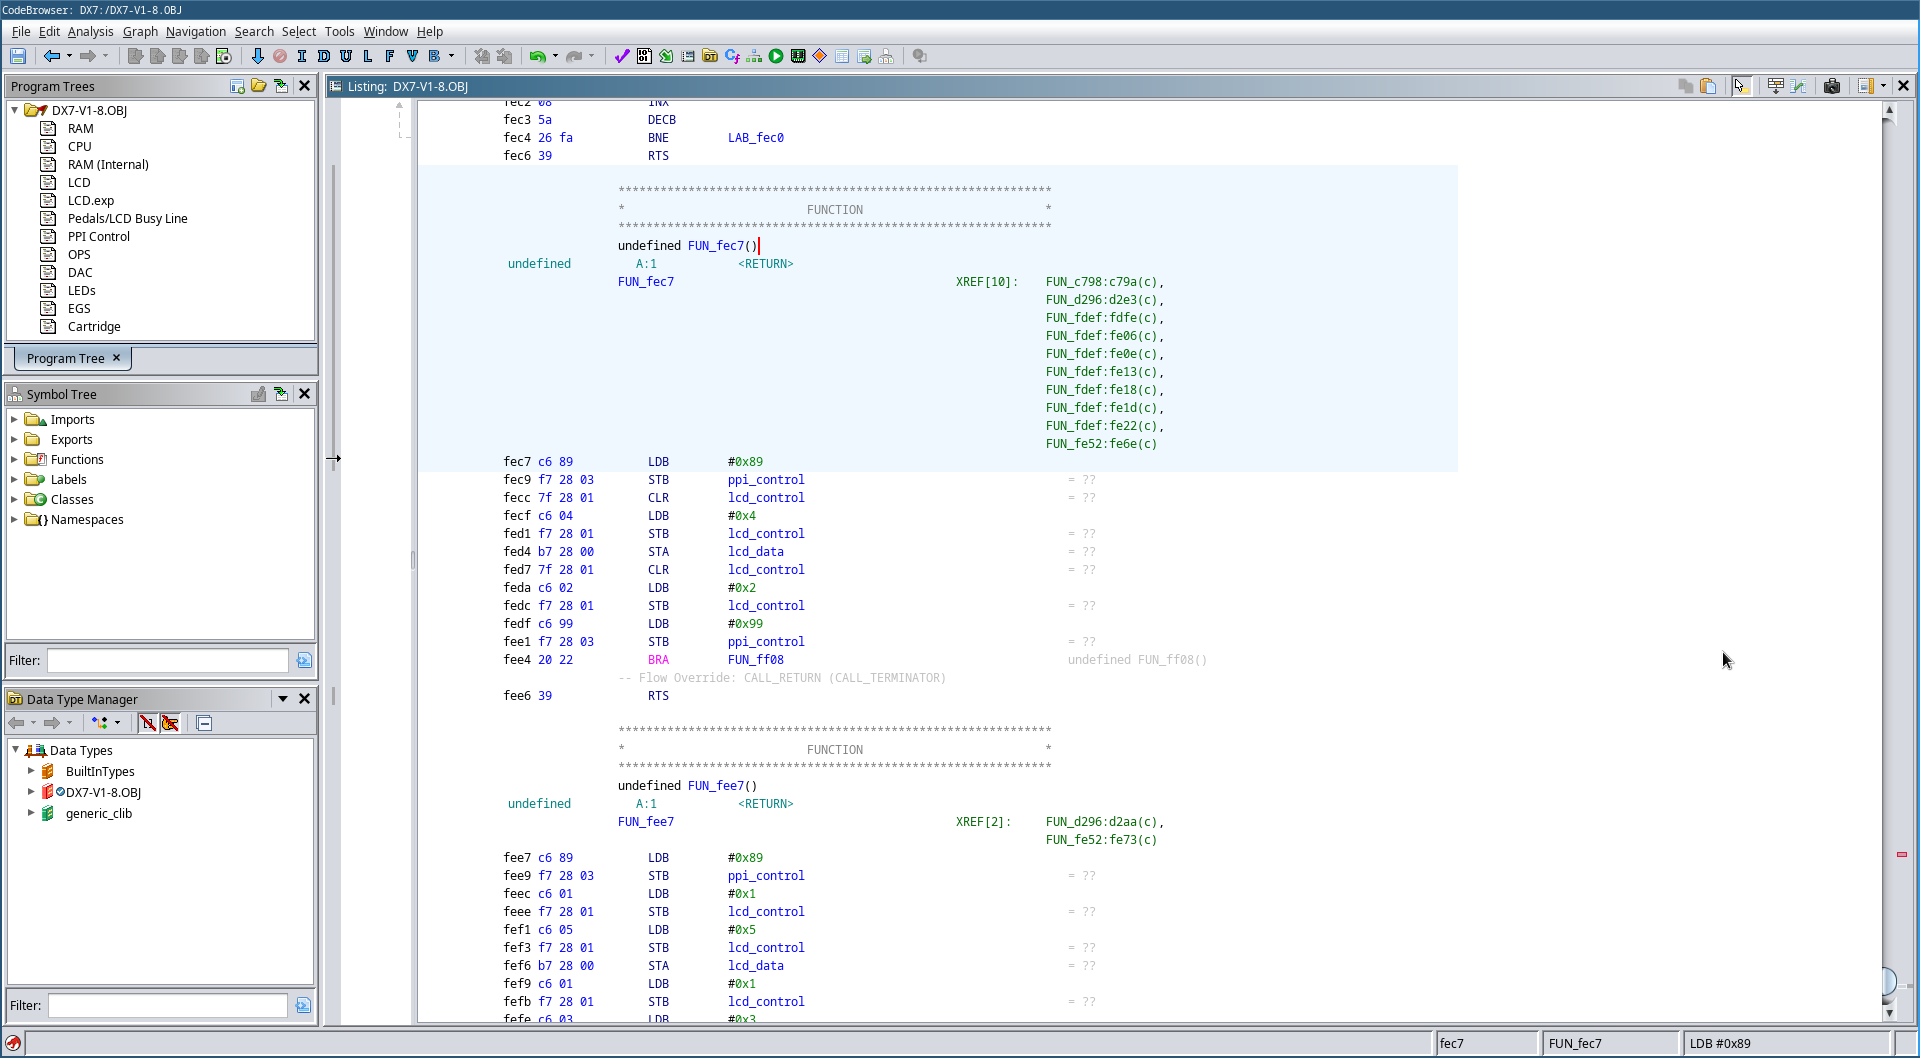 CodeBrowser: DX7:/DX7-V1-8.OBJ
File Edit Analysis Graph Navigation Search Select Tools Window Help
I D U L F V B
Program Trees
DX7-V1-8.OBJ
RAM
CPU
RAM (Internal)
LCD
LCD.exp
Pedals/LCD Busy Line
PPI Control
OPS
DAC
LEDs
EGS
Cartridge
Program Tree
Symbol Tree
Imports
Exports
Functions
Labels
Classes
Namespaces
Filter:
Data Type Manager
Data Types
BuiltInTypes
DX7-V1-8.OBJ
generic_clib
Filter:
Listing: DX7-V1-8.OBJ
fec2 08 INX
fec3 5a DECB
fec4 26 fa BNE LAB_fec0
fec6 39 RTS
**************************************************************
* FUNCTION *
**************************************************************
undefined FUN_fec7()
undefined A:1 <RETURN>
FUN_fec7 XREF[10]: FUN_c798:c79a(c),
FUN_d296:d2e3(c),
FUN_fdef:fdfe(c),
FUN_fdef:fe06(c),
FUN_fdef:fe0e(c),
FUN_fdef:fe13(c),
FUN_fdef:fe18(c),
FUN_fdef:fe1d(c),
FUN_fdef:fe22(c),
FUN_fe52:fe6e(c)
fec7 c6 89 LDB #0x89
fec9 f7 28 03 STB ppi_control = ??
fecc 7f 28 01 CLR lcd_control = ??
fecf c6 04 LDB #0x4
fed1 f7 28 01 STB lcd_control = ??
fed4 b7 28 00 STA lcd_data = ??
fed7 7f 28 01 CLR lcd_control = ??
feda c6 02 LDB #0x2
fedc f7 28 01 STB lcd_control = ??
fedf c6 99 LDB #0x99
fee1 f7 28 03 STB ppi_control = ??
fee4 20 22 BRA FUN_ff08 undefined FUN_ff08()
-- Flow Override: CALL_RETURN (CALL_TERMINATOR)
fee6 39 RTS
**************************************************************
* FUNCTION *
**************************************************************
undefined FUN_fee7()
undefined A:1 <RETURN>
FUN_fee7 XREF[2]: FUN_d296:d2aa(c),
FUN_fe52:fe73(c)
fee7 c6 89 LDB #0x89
fee9 f7 28 03 STB ppi_control = ??
feec c6 01 LDB #0x1
feee f7 28 01 STB lcd_control = ??
fef1 c6 05 LDB #0x5
fef3 f7 28 01 STB lcd_control = ??
fef6 b7 28 00 STA lcd_data = ??
fef9 c6 01 LDB #0x1
fefb f7 28 01 STB lcd_control = ??
fefe c6 03 LDB #0x3
fec7 FUN_fec7 LDB #0x89